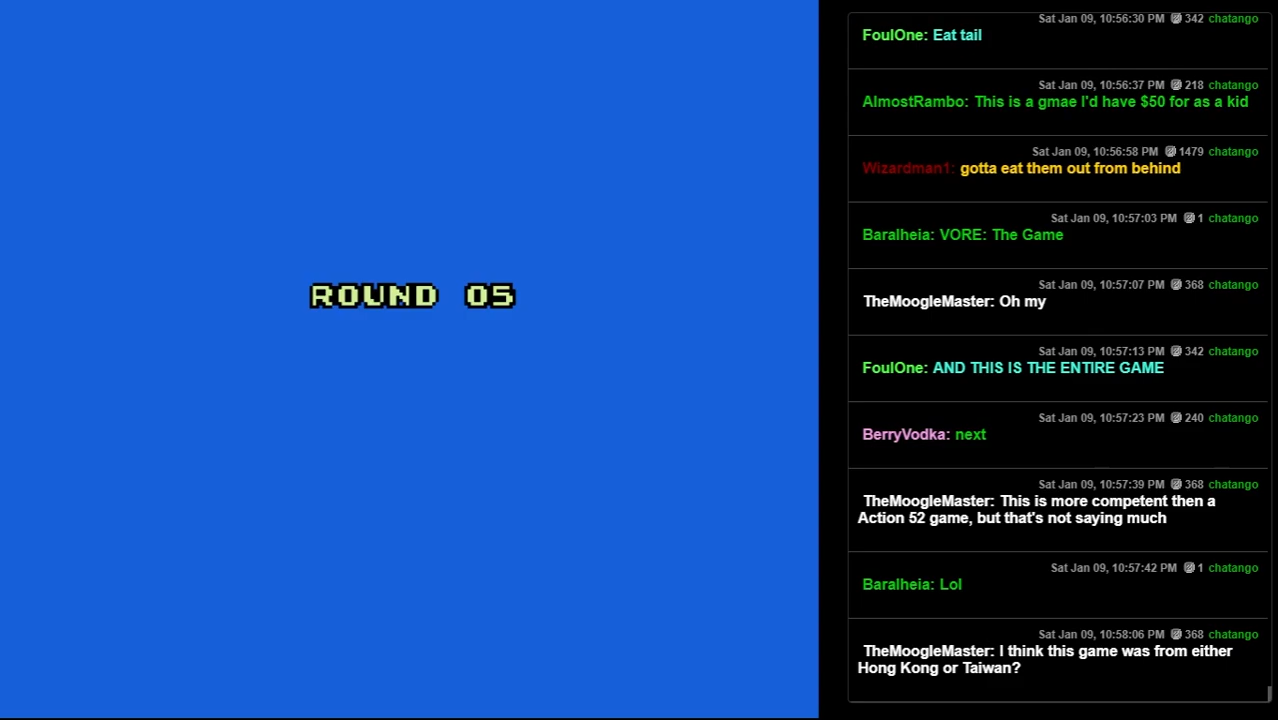 ROUND 05
Sat Jan 09, 10:56:30 PM 342 chatango
FoulOne: Eat tail
Sat Jan 09, 10:56:37 PM 218 chatango
AlmostRambo: This is a gmae I'd have $50 for as a kid
Sat Jan 09, 10:56:58 PM 1479 chatango
Wizardman1: gotta eat them out from behind
Sat Jan 09, 10:57:03 PM 1 chatango
Baralheia: VORE: The Game
Sat Jan 09, 10:57:07 PM 368 chatango
TheMoogleMaster: Oh my
Sat Jan 09, 10:57:13 PM 342 chatango
FoulOne: AND THIS IS THE ENTIRE GAME
Sat Jan 09, 10:57:23 PM 240 chatango
BerryVodka: next
Sat Jan 09, 10:57:39 PM 368 chatango
TheMoogleMaster: This is more competent then a
Action 52 game, but that's not saying much
Sat Jan 09, 10:57:42 PM 1 chatango
Baralheia: Lol
Sat Jan 09, 10:58:06 PM 368 chatango
TheMoogleMaster: I think this game was from either
Hong Kong or Taiwan?